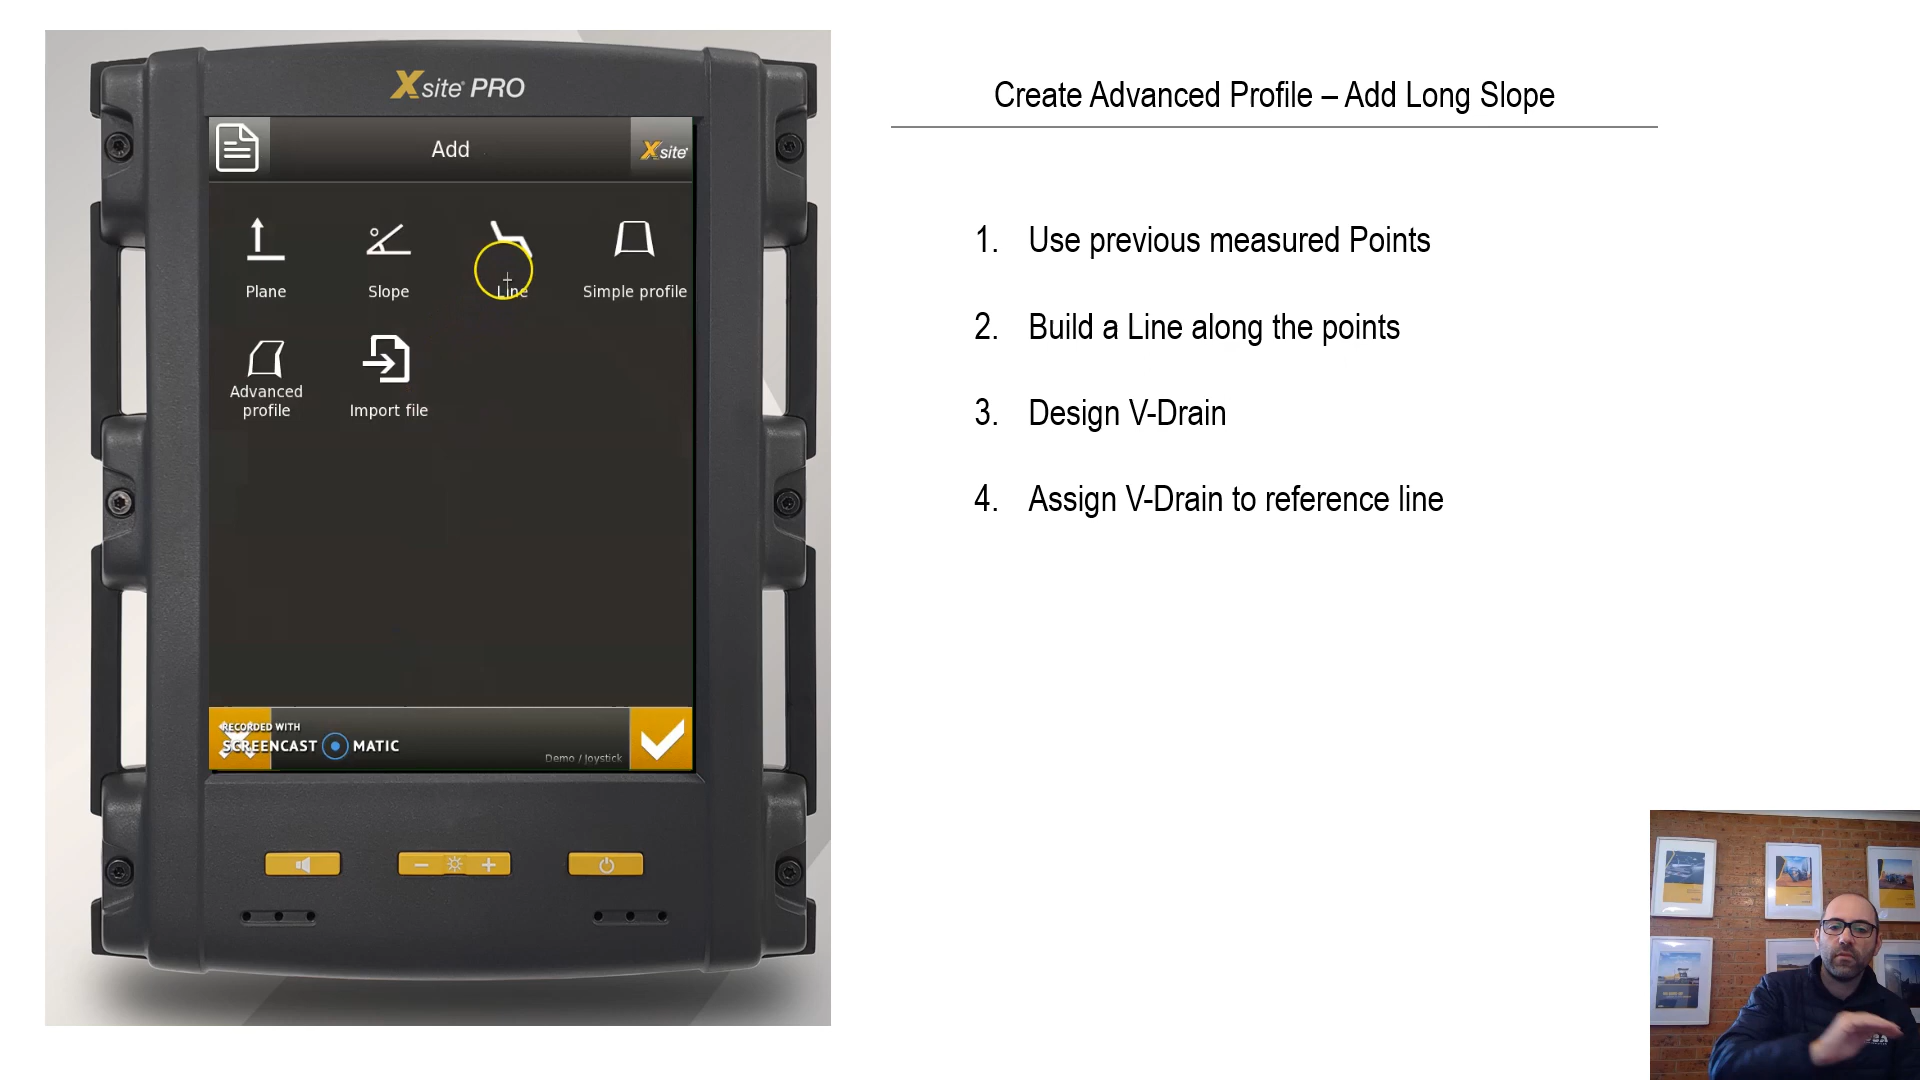 Xsite PRO
Add
Xsite
Plane
Slope
Line
Simple profile
Advanced
profile
Import file
RECORDED WITH
SCREENCAST MATIC
Demo / Joystick
Create Advanced Profile – Add Long Slope
1. Use previous measured Points
2. Build a Line along the points
3. Design V-Drain
4. Assign V-Drain to reference line